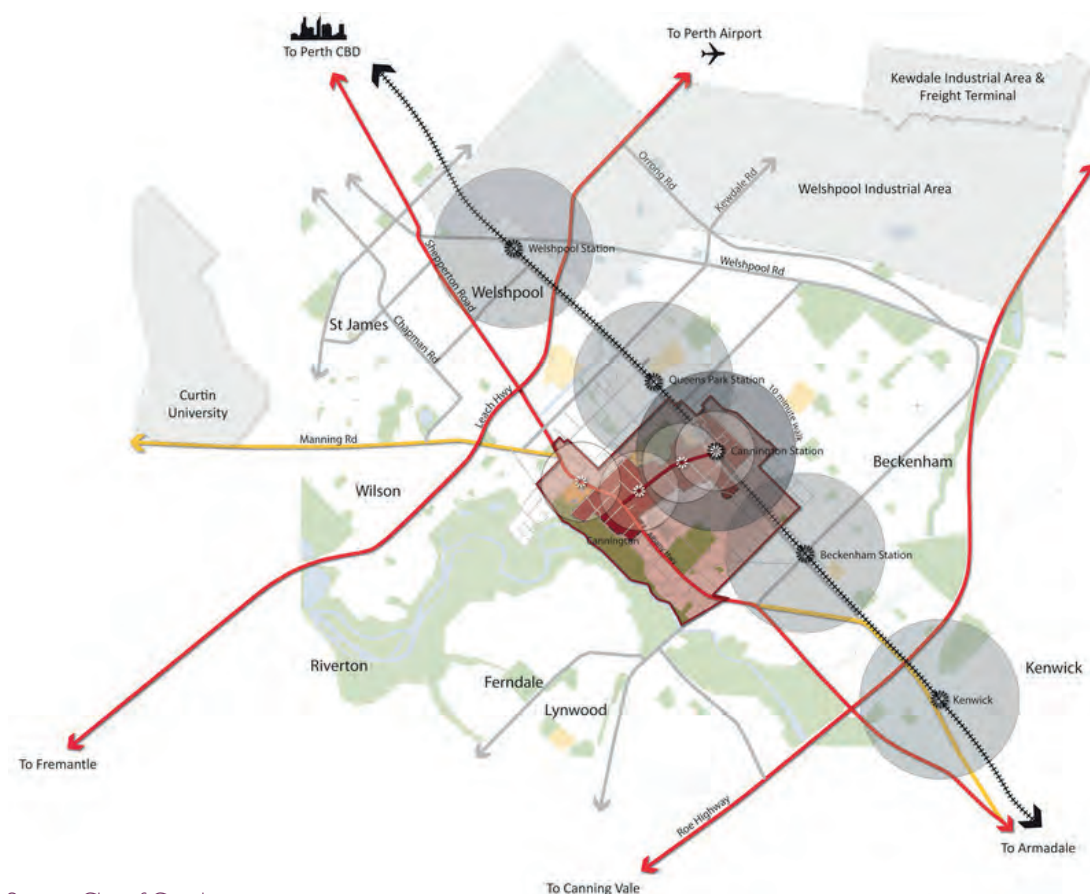 To Perth CBD
To Perth Airport
Kewdale Industrial Area &
Freight Terminal
Orrong Rd
Kewdale Rd
Welshpool Industrial Area
Welshpool Station
Shepperton Road
Welshpool Rd
Welshpool
St James
Chapman Rd
Queens Park Station
Curtin
University
Leach Hwy
10 minute walk
Manning Rd
Cannington Station
Beckenham
Wilson
Cannington
Beckenham Station
Riverton
Ferndale
Kenwick
Lynwood
Kenwick
To Fremantle
Roe Highway
To Armadale
To Canning Vale